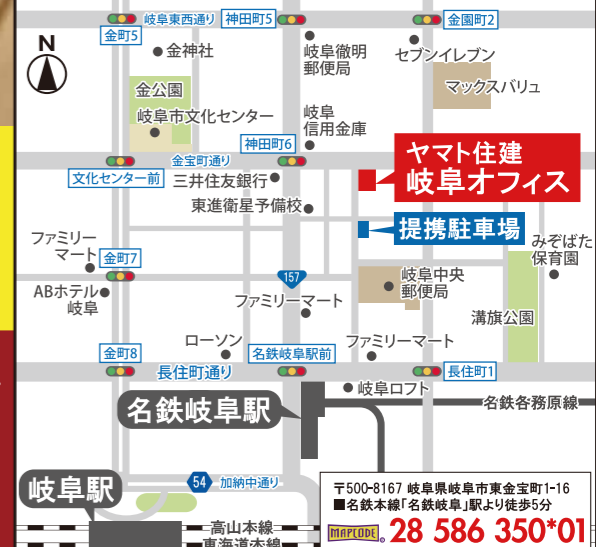 岐阜東西通り
神田町5
金園町2
金町5
N
金神社
岐阜徹明
郵便局
セブンイレブン
金公園
マックスバリュ
岐阜市文化センター
岐阜
信用金庫
神田町6
金宝町通り
ヤマト住建
岐阜オフィス
文化センター前
三井住友銀行
東進衛星予備校
提携駐車場
ファミリー
マート
金町7
みぞばた
保育園
157
岐阜中央
郵便局
ABホテル
岐阜
ファミリーマート
溝旗公園
ローソン
ファミリーマート
金町8
名鉄岐阜駅前
長住町通り
長住町1
岐阜ロフト
名鉄岐阜駅
名鉄各務原線
54
加納中通り
岐阜駅
〒500-8167 岐阜県岐阜市東金宝町1-16
■名鉄本線「名鉄岐阜」駅より徒歩5分
高山本線
東海道本線
MAPCODE 28 586 350*01